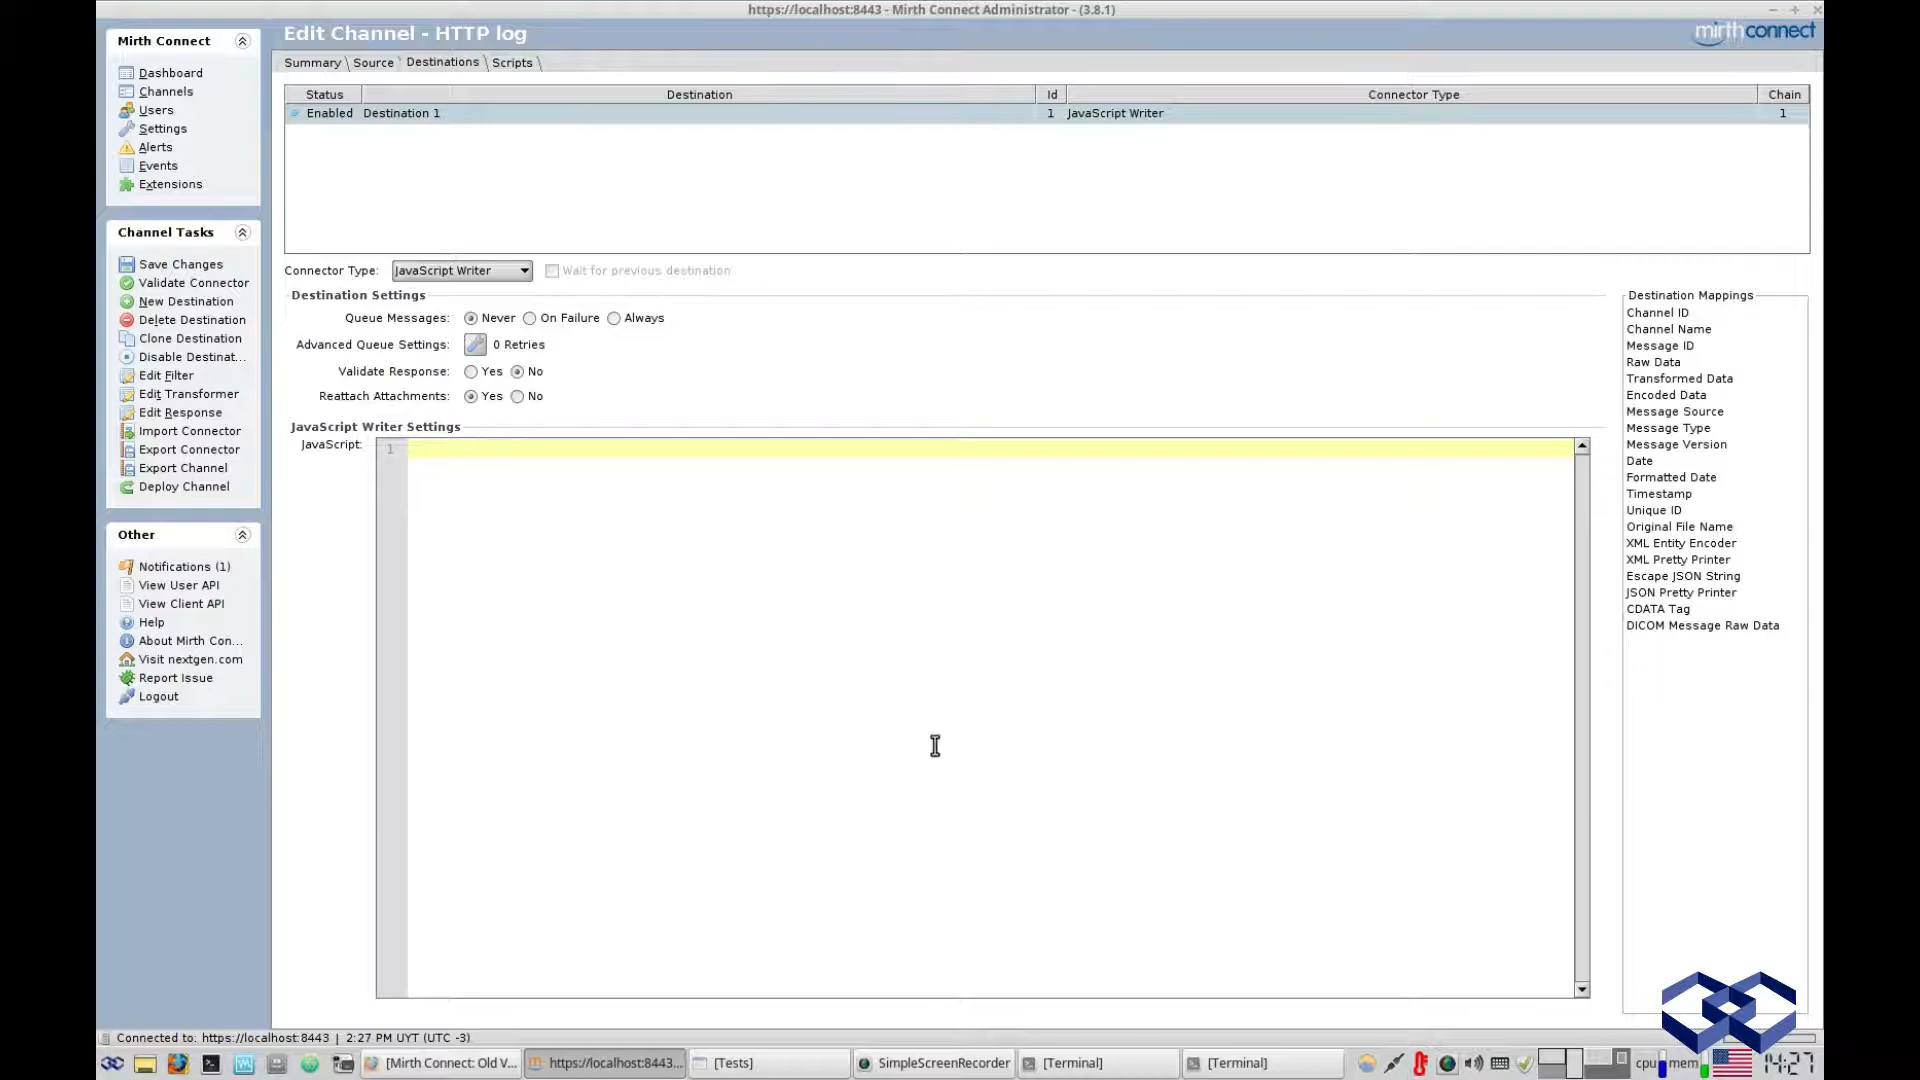 https://localhost:8443 - Mirth Connect Administrator - (3.8.1)
Mirth Connect
Dashboard
Channels
Users
Settings
Alerts
Events
Extensions
Channel Tasks
Save Changes
Validate Connector
New Destination
Delete Destination
Clone Destination
Disable Destinat...
Edit Filter
Edit Transformer
Edit Response
Import Connector
Export Connector
Export Channel
Deploy Channel
Other
Notifications (1)
View User API
View Client API
Help
About Mirth Con...
Visit nextgen.com
Report Issue
Logout
Edit Channel - HTTP log
mirthconnect
Summary Source Destinations Scripts
Status Destination Id Connector Type Chain
Enabled Destination 1 1 JavaScript Writer 1
Connector Type: JavaScript Writer Wait for previous destination
Destination Settings
Queue Messages: Never On Failure Always
Advanced Queue Settings: 0 Retries
Validate Response: Yes No
Reattach Attachments: Yes No
JavaScript Writer Settings
JavaScript: 1
Destination Mappings
Channel ID
Channel Name
Message ID
Raw Data
Transformed Data
Encoded Data
Message Source
Message Type
Message Version
Date
Formatted Date
Timestamp
Unique ID
Original File Name
XML Entity Encoder
XML Pretty Printer
Escape JSON String
JSON Pretty Printer
CDATA Tag
DICOM Message Raw Data
Connected to: https://localhost:8443 | 2:27 PM UYT (UTC -3)
[Mirth Connect: Old V... https://localhost:8443... [Tests] SimpleScreenRecorder [Terminal] [Terminal] cpu mem 14:27